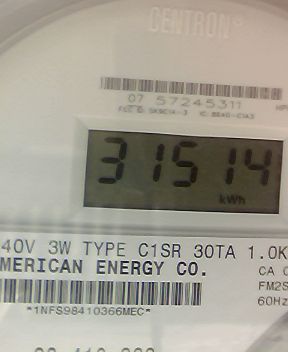 CENTRON®
07 57245311
31514
kWh
40V 3W TYPE C1SR 30TA 1.0K
MERICAN ENERGY CO.
CA 0
FM2S
60Hz
*1NFS98410366MEC*